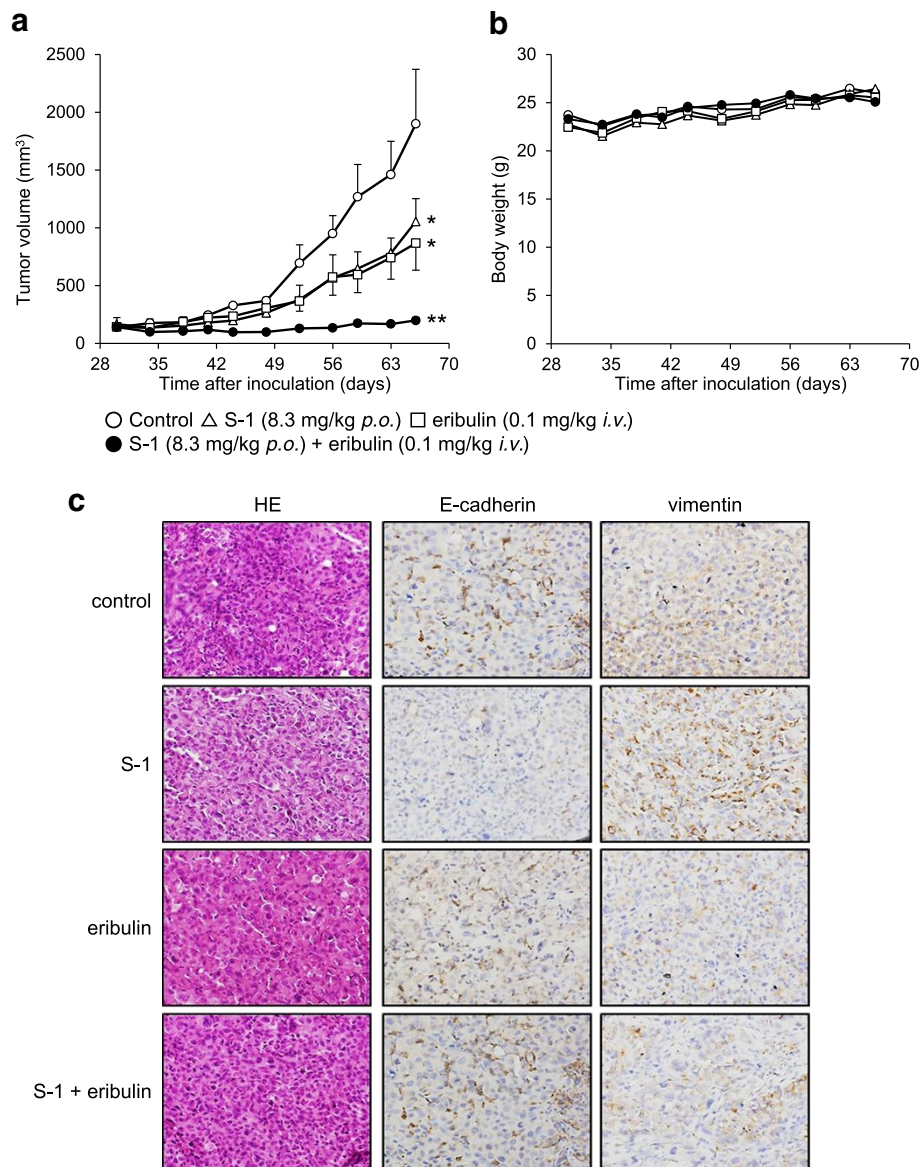 a
b
2500
2000
1500
1000
500
0
Tumor volume (mm³)
28 35 42 49 56 63 70
Time after inoculation (days)
*
*
**
30
25
20
15
10
5
0
Body weight (g)
28 35 42 49 56 63 70
Time after inoculation (days)
Control S-1 (8.3 mg/kg p.o.) eribulin (0.1 mg/kg i.v.)
S-1 (8.3 mg/kg p.o.) + eribulin (0.1 mg/kg i.v.)
c
HE E-cadherin vimentin
control
S-1
eribulin
S-1 + eribulin